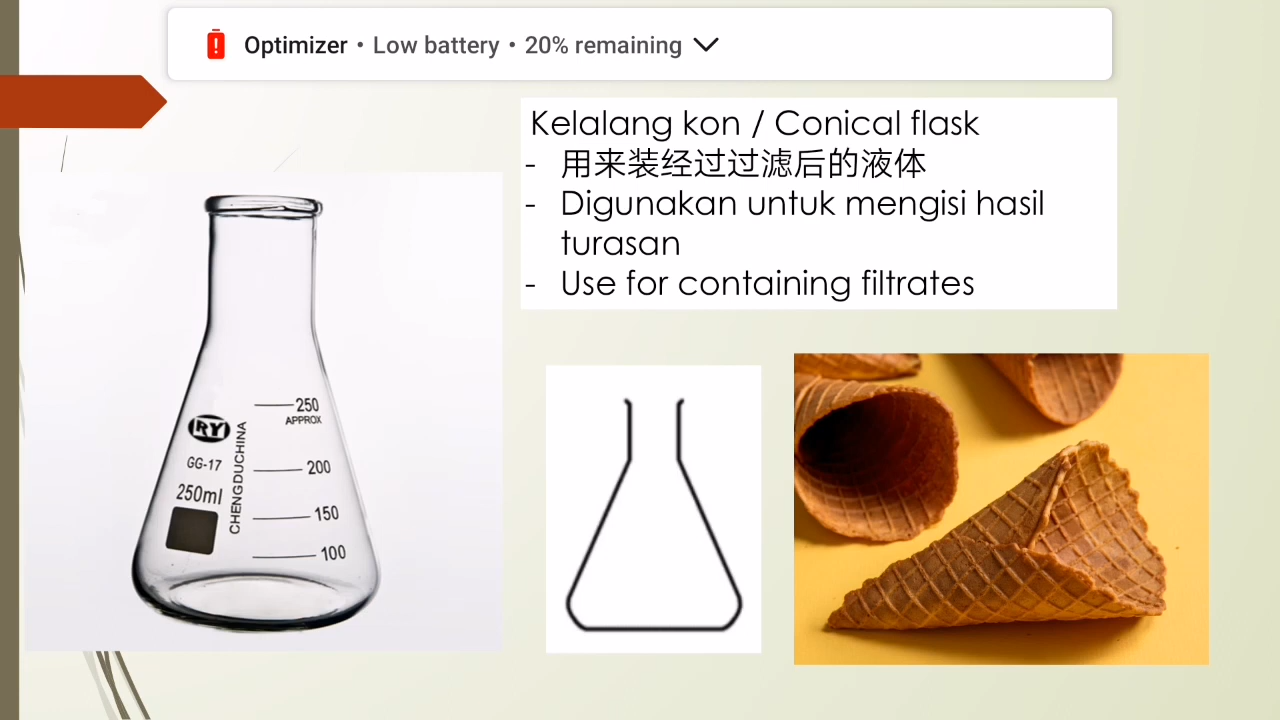 Optimizer • Low battery • 20% remaining
Kelalang kon / Conical flask
- 用来装经过过滤后的液体
- Digunakan untuk mengisi hasil
turasan
- Use for containing filtrates
250
APPROX
RY
GG-17
200
250ml
CHENGDUCHINA
150
100